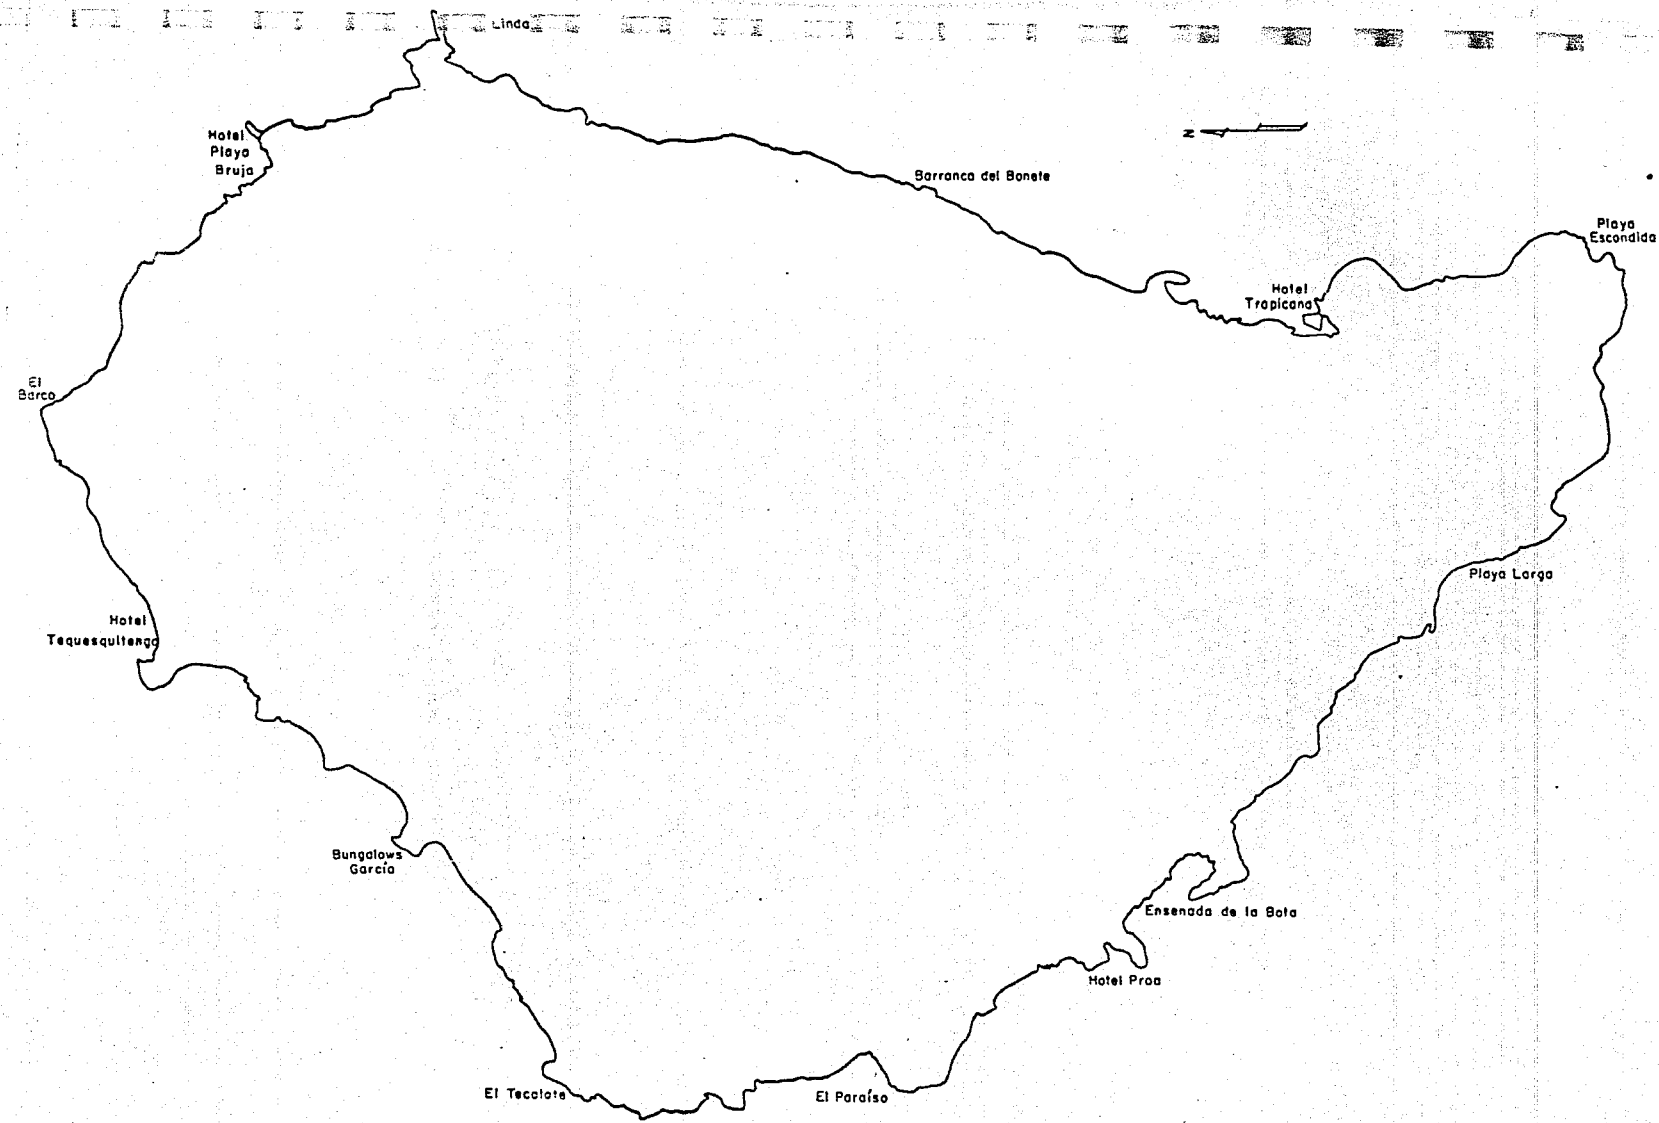 Linda
Hotel
Playa
Bruja
Barranca del Bonete
N
Playa
Escondida
Hotel
Tropicana
El
Barco
Playa Larga
Hotel
Tequesquitengo
Bungalows
García
Ensenada de la Bota
Hotel Proa
El Tecolote
El Paraíso